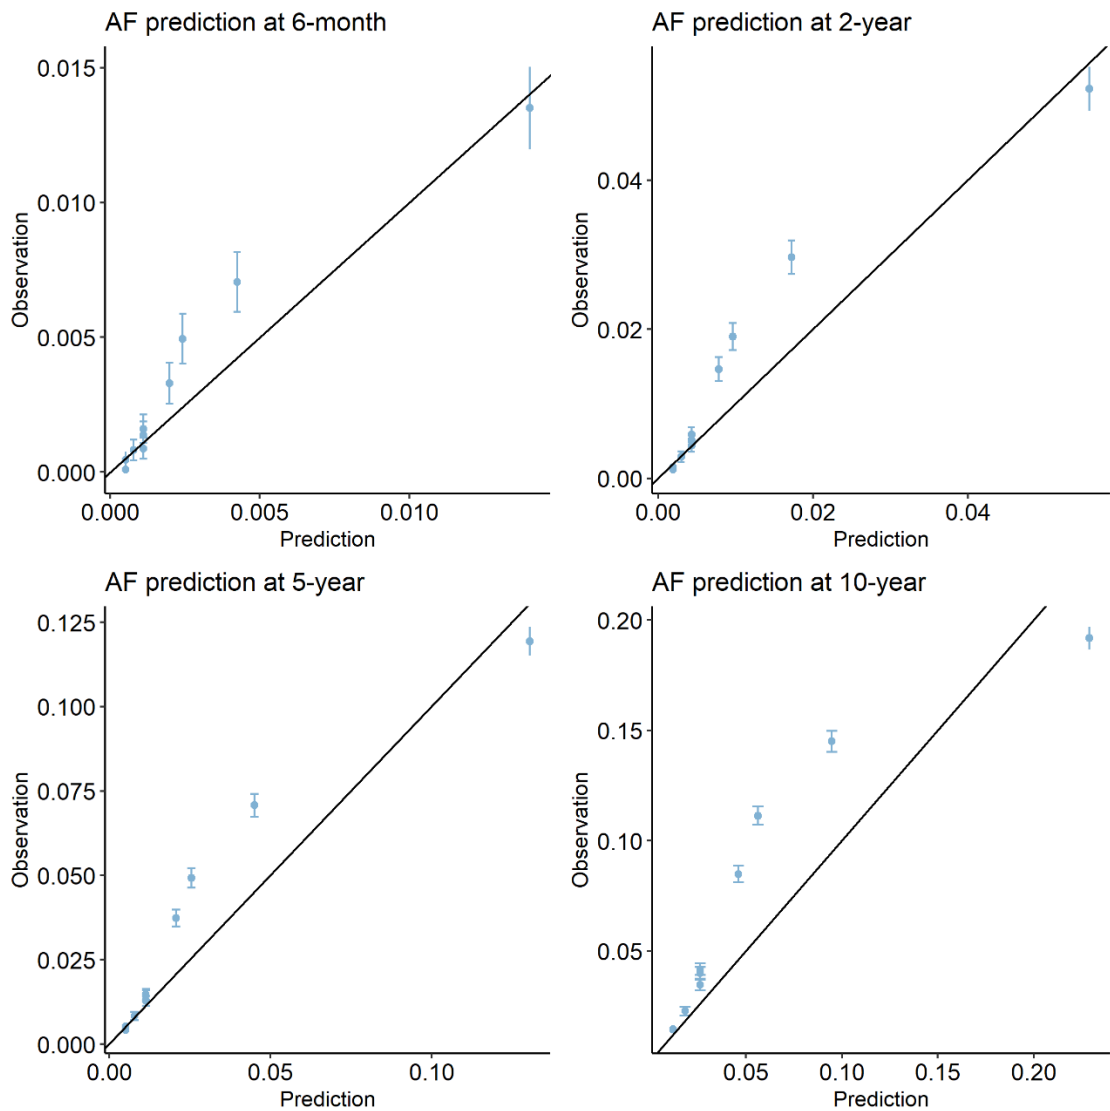 AF prediction at 6-month
0.015
0.010
0.005
0.000
Observation
0.000 0.005 0.010
Prediction
AF prediction at 2-year
0.04
0.02
0.00
Observation
0.00 0.02 0.04
Prediction
AF prediction at 5-year
0.125
0.100
0.075
0.050
0.025
0.000
Observation
0.00 0.05 0.10
Prediction
AF prediction at 10-year
0.20
0.15
0.10
0.05
Observation
0.05 0.10 0.15 0.20
Prediction